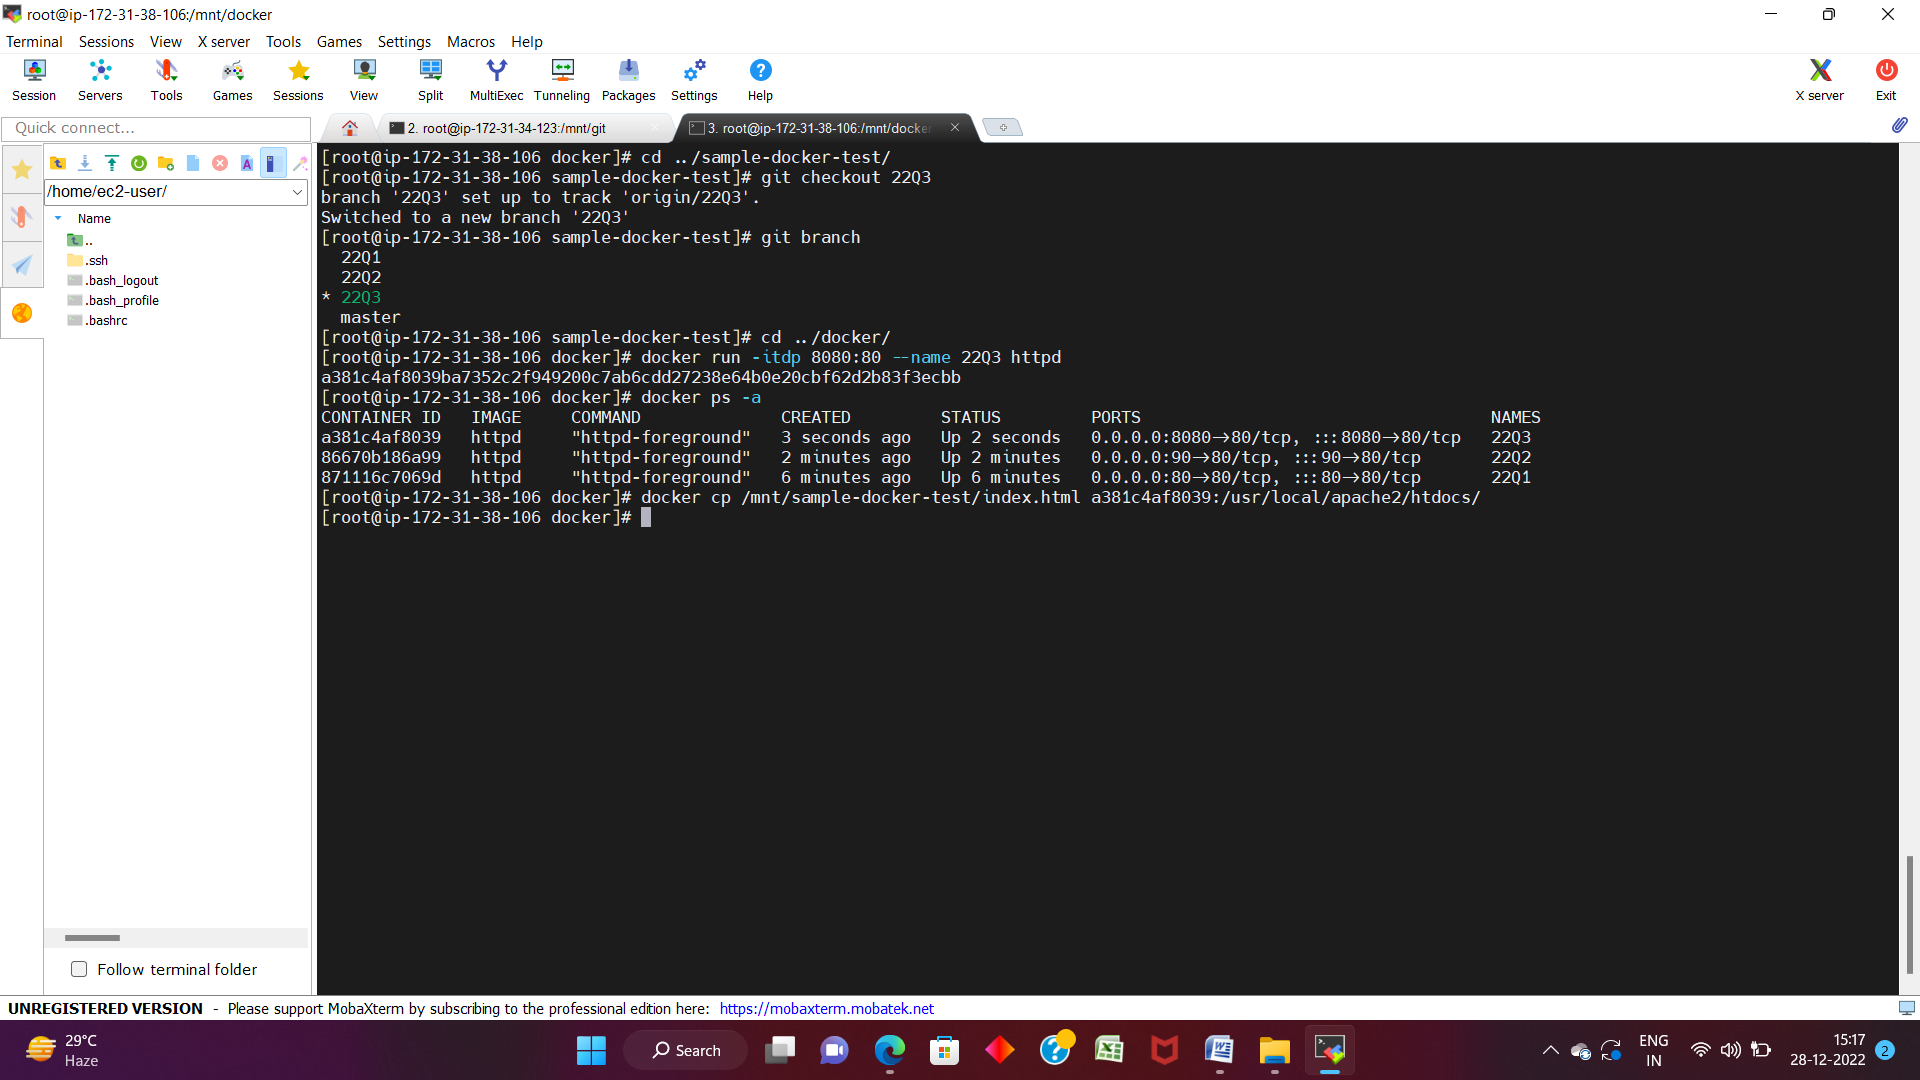 root@ip-172-31-38-106:/mnt/docker
Terminal Sessions View X server Tools Games Settings Macros Help
Session Servers Tools Games Sessions View Split MultiExec Tunneling Packages Settings Help X server Exit
Quick connect...
2. root@ip-172-31-34-123:/mnt/git
3. root@ip-172-31-38-106:/mnt/docker
/home/ec2-user/
Name
..
.ssh
.bash_logout
.bash_profile
.bashrc
Follow terminal folder
[root@ip-172-31-38-106 docker]# cd ../sample-docker-test/
[root@ip-172-31-38-106 sample-docker-test]# git checkout 22Q3
branch '22Q3' set up to track 'origin/22Q3'.
Switched to a new branch '22Q3'
[root@ip-172-31-38-106 sample-docker-test]# git branch
22Q1
22Q2
* 22Q3
master
[root@ip-172-31-38-106 sample-docker-test]# cd ../docker/
[root@ip-172-31-38-106 docker]# docker run -itdp 8080:80 --name 22Q3 httpd
a381c4af8039ba7352c2f949200c7ab6cdd27238e64b0e20cbf62d2b83f3ecbb
[root@ip-172-31-38-106 docker]# docker ps -a
CONTAINER ID IMAGE COMMAND CREATED STATUS PORTS NAMES
a381c4af8039 httpd "httpd-foreground" 3 seconds ago Up 2 seconds 0.0.0.0:8080->80/tcp, :::8080->80/tcp 22Q3
86670b186a99 httpd "httpd-foreground" 2 minutes ago Up 2 minutes 0.0.0.0:90->80/tcp, :::90->80/tcp 22Q2
871116c7069d httpd "httpd-foreground" 6 minutes ago Up 6 minutes 0.0.0.0:80->80/tcp, :::80->80/tcp 22Q1
[root@ip-172-31-38-106 docker]# docker cp /mnt/sample-docker-test/index.html a381c4af8039:/usr/local/apache2/htdocs/
[root@ip-172-31-38-106 docker]#
UNREGISTERED VERSION - Please support MobaXterm by subscribing to the professional edition here: https://mobaxterm.mobatek.net
29°C
Haze
Search
ENG
IN
15:17
28-12-2022
2